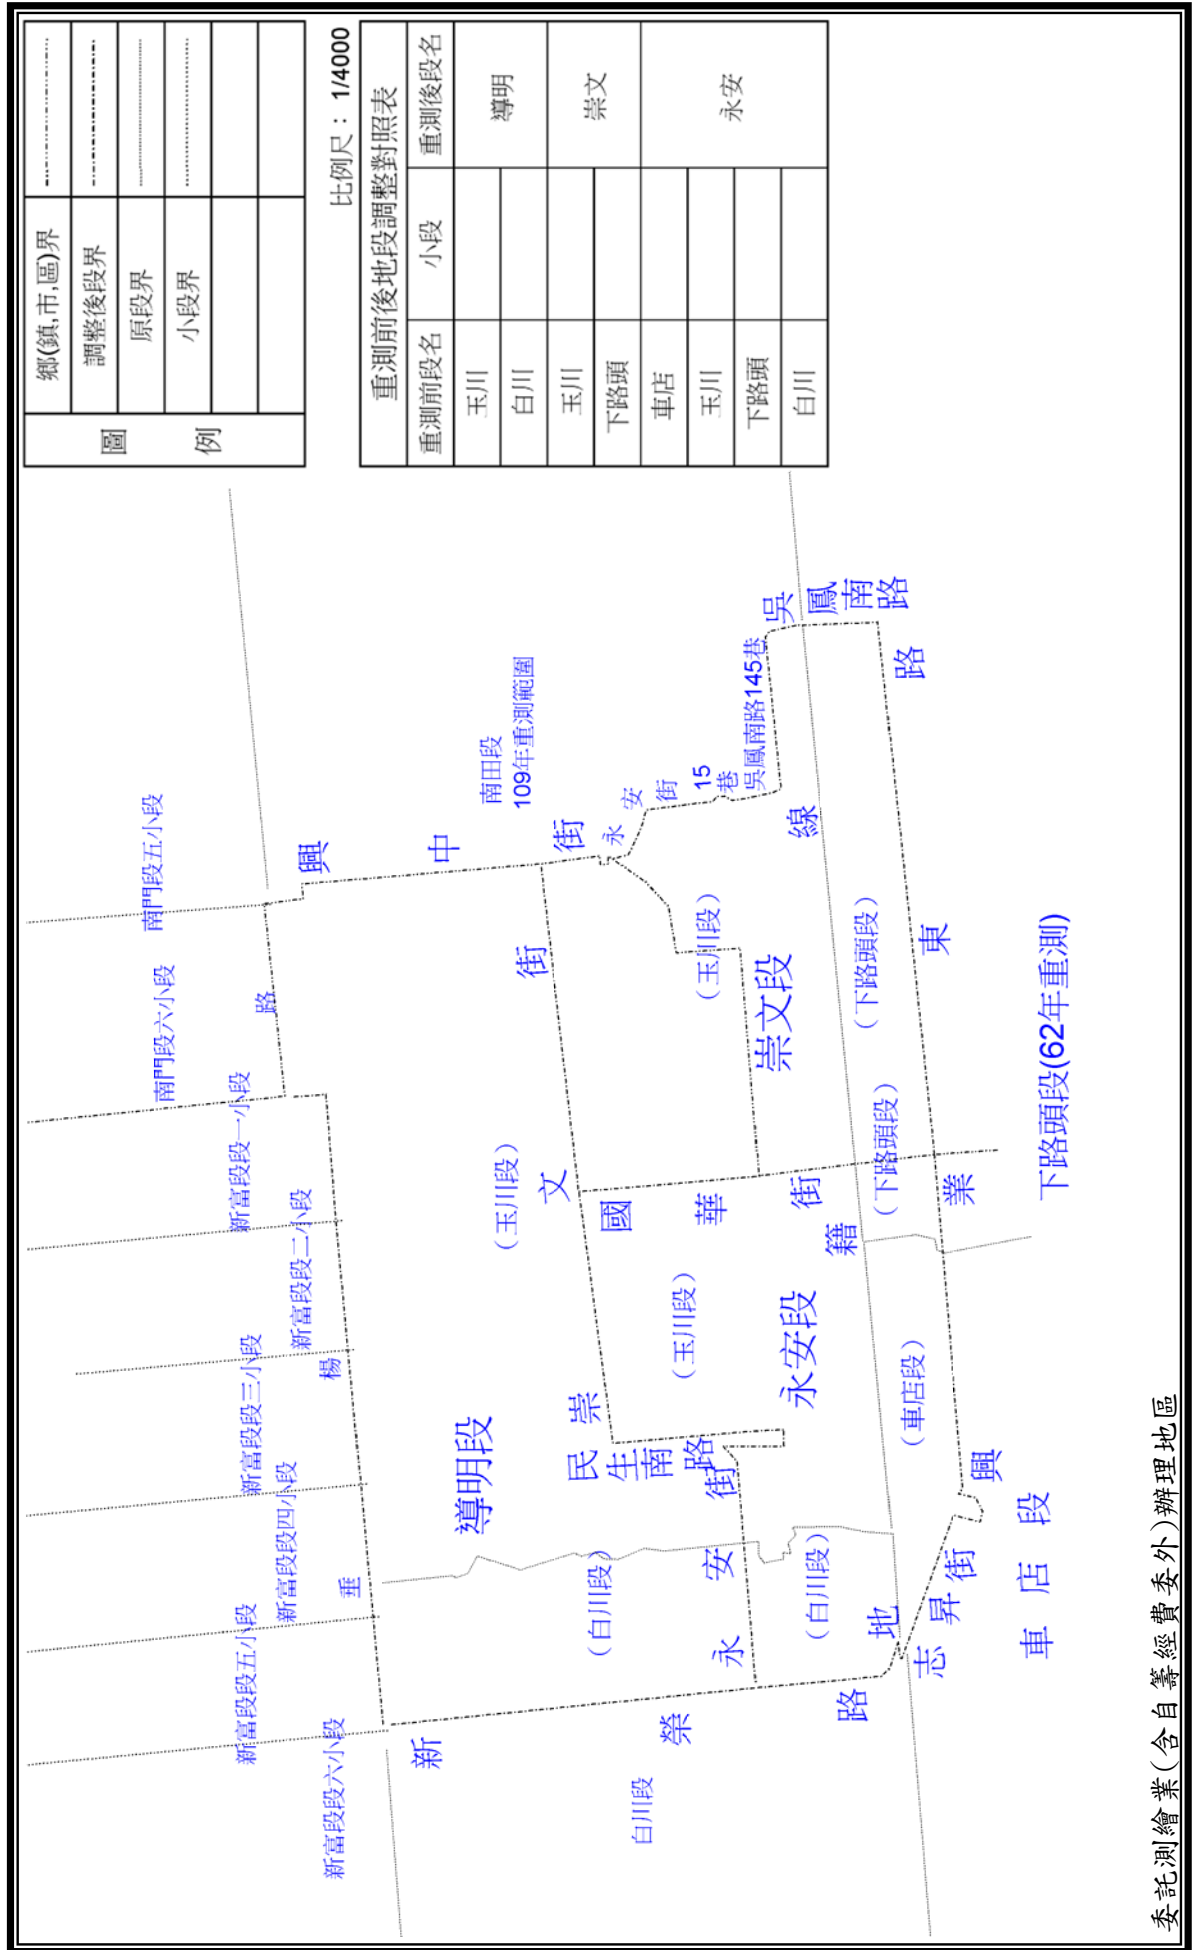 圖例
鄉(鎮,市,區)界
調整後段界
原段界
小段界
比例尺：1/4000
重測前後地段調整對照表
重測前段名 小段 重測後段名
玉川 導明
白川
玉川 崇文
下路頭
車店 永安
玉川
下路頭
白川
新富段段六小段
新富段段五小段
新富段段四小段
新富段段三小段
新富段段二小段
新富段段一小段
南門段六小段
南門段五小段
垂楊路
興中街
南田段
109年重測範圍
永安街15巷
吳鳳南路145巷
吳鳳南路
崇文街
國華街
民生南路
永安街
新榮路
志昇街
興業東路
地籍線
導明段
(玉川段)
(白川段)
永安段
(玉川段)
(白川段)
(車店段)
(下路頭段)
崇文段
(玉川段)
(下路頭段)
白川段
車店段
下路頭段(62年重測)
委託測繪業(含自籌經費委外)辦理地區